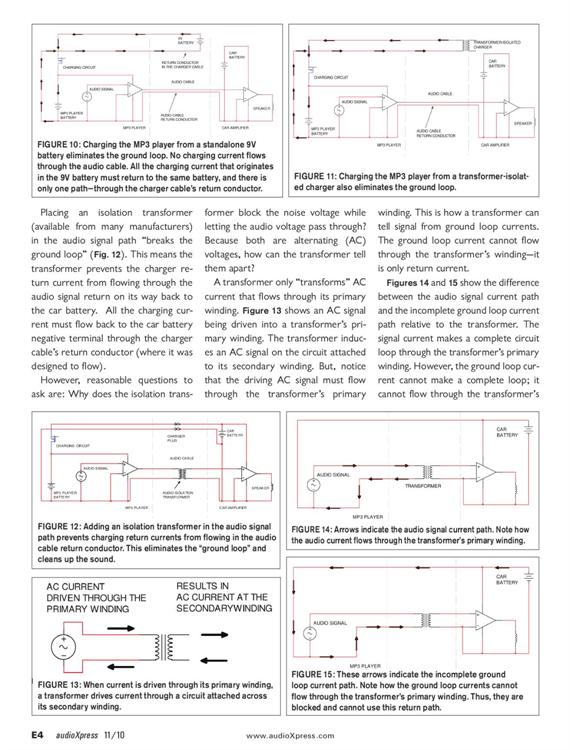 IN
BATTERY
CAR
BATTERY
RETURN CONDUCTOR
IN THE CHARGER CABLE
CHARGING CIRCUIT
AUDIO SIGNAL
AUDIO CABLE
AUDIO CABLE
RETURN CONDUCTOR
SPEAKER
MP3 PLAYER
BATTERY
MP3 PLAYER
CAR AMPLIFIER
FIGURE 10: Charging the MP3 player from a standalone 9V
battery eliminates the ground loop. No charging current flows
through the audio cable. All the charging current that originates
in the 9V battery must return to the same battery, and there is
only one path—through the charger cable's return conductor.
TRANSFORMER-ISOLATED
CHARGER
CAR
BATTERY
CHARGING CIRCUIT
AUDIO SIGNAL
AUDIO CABLE
AUDIO CABLE
RETURN CONDUCTOR
SPEAKER
MP3 PLAYER
BATTERY
MP3 PLAYER
CAR AMPLIFIER
FIGURE 11: Charging the MP3 player from a transformer-isolat-
ed charger also eliminates the ground loop.
Placing an isolation transformer
(available from many manufacturers)
in the audio signal path "breaks the
ground loop" (Fig. 12). This means the
transformer prevents the charger re-
turn current from flowing through the
audio signal return on its way back to
the car battery. All the charging cur-
rent must flow back to the car battery
negative terminal through the charger
cable's return conductor (where it was
designed to flow).
However, reasonable questions to
ask are: Why does the isolation trans-
former block the noise voltage while
letting the audio voltage pass through?
Because both are alternating (AC)
voltages, how can the transformer tell
them apart?
A transformer only "transforms" AC
current that flows through its primary
winding. Figure 13 shows an AC signal
being driven into a transformer's pri-
mary winding. The transformer induc-
es an AC signal on the circuit attached
to its secondary winding. But, notice
that the driving AC signal must flow
through the transformer's primary
winding. This is how a transformer can
tell signal from ground loop currents.
The ground loop current cannot flow
through the transformer's winding—it
is only return current.
Figures 14 and 15 show the difference
between the audio signal current path
and the incomplete ground loop current
path relative to the transformer. The
signal current makes a complete circuit
loop through the transformer's primary
winding. However, the ground loop cur-
rent cannot make a complete loop; it
cannot flow through the transformer's
CHARGER
PLUG
CAR
BATTERY
CHARGING CIRCUIT
AUDIO SIGNAL
AUDIO CABLE
SPEAKER
MP3 PLAYER
BATTERY
AUDIO ISOLATION
TRANSFORMER
MP3 PLAYER
CAR AMPLIFIER
FIGURE 12: Adding an isolation transformer in the audio signal
path prevents charging return currents from flowing in the audio
cable return conductor. This eliminates the "ground loop" and
cleans up the sound.
AC CURRENT
DRIVEN THROUGH THE
PRIMARY WINDING
RESULTS IN
AC CURRENT AT THE
SECONDARYWINDING
FIGURE 13: When current is driven through its primary winding,
a transformer drives current through a circuit attached across
its secondary winding.
CAR
BATTERY
AUDIO SIGNAL
TRANSFORMER
MP3 PLAYER
FIGURE 14: Arrows indicate the audio signal current path. Note how
the audio current flows through the transformer's primary winding.
CAR
BATTERY
AUDIO SIGNAL
MP3 PLAYER
FIGURE 15: These arrows indicate the incomplete ground
loop current path. Note how the ground loop currents cannot
flow through the transformer's primary winding. Thus, they are
blocked and cannot use this return path.
E4 audioXpress 11/10
www.audioXpress.com